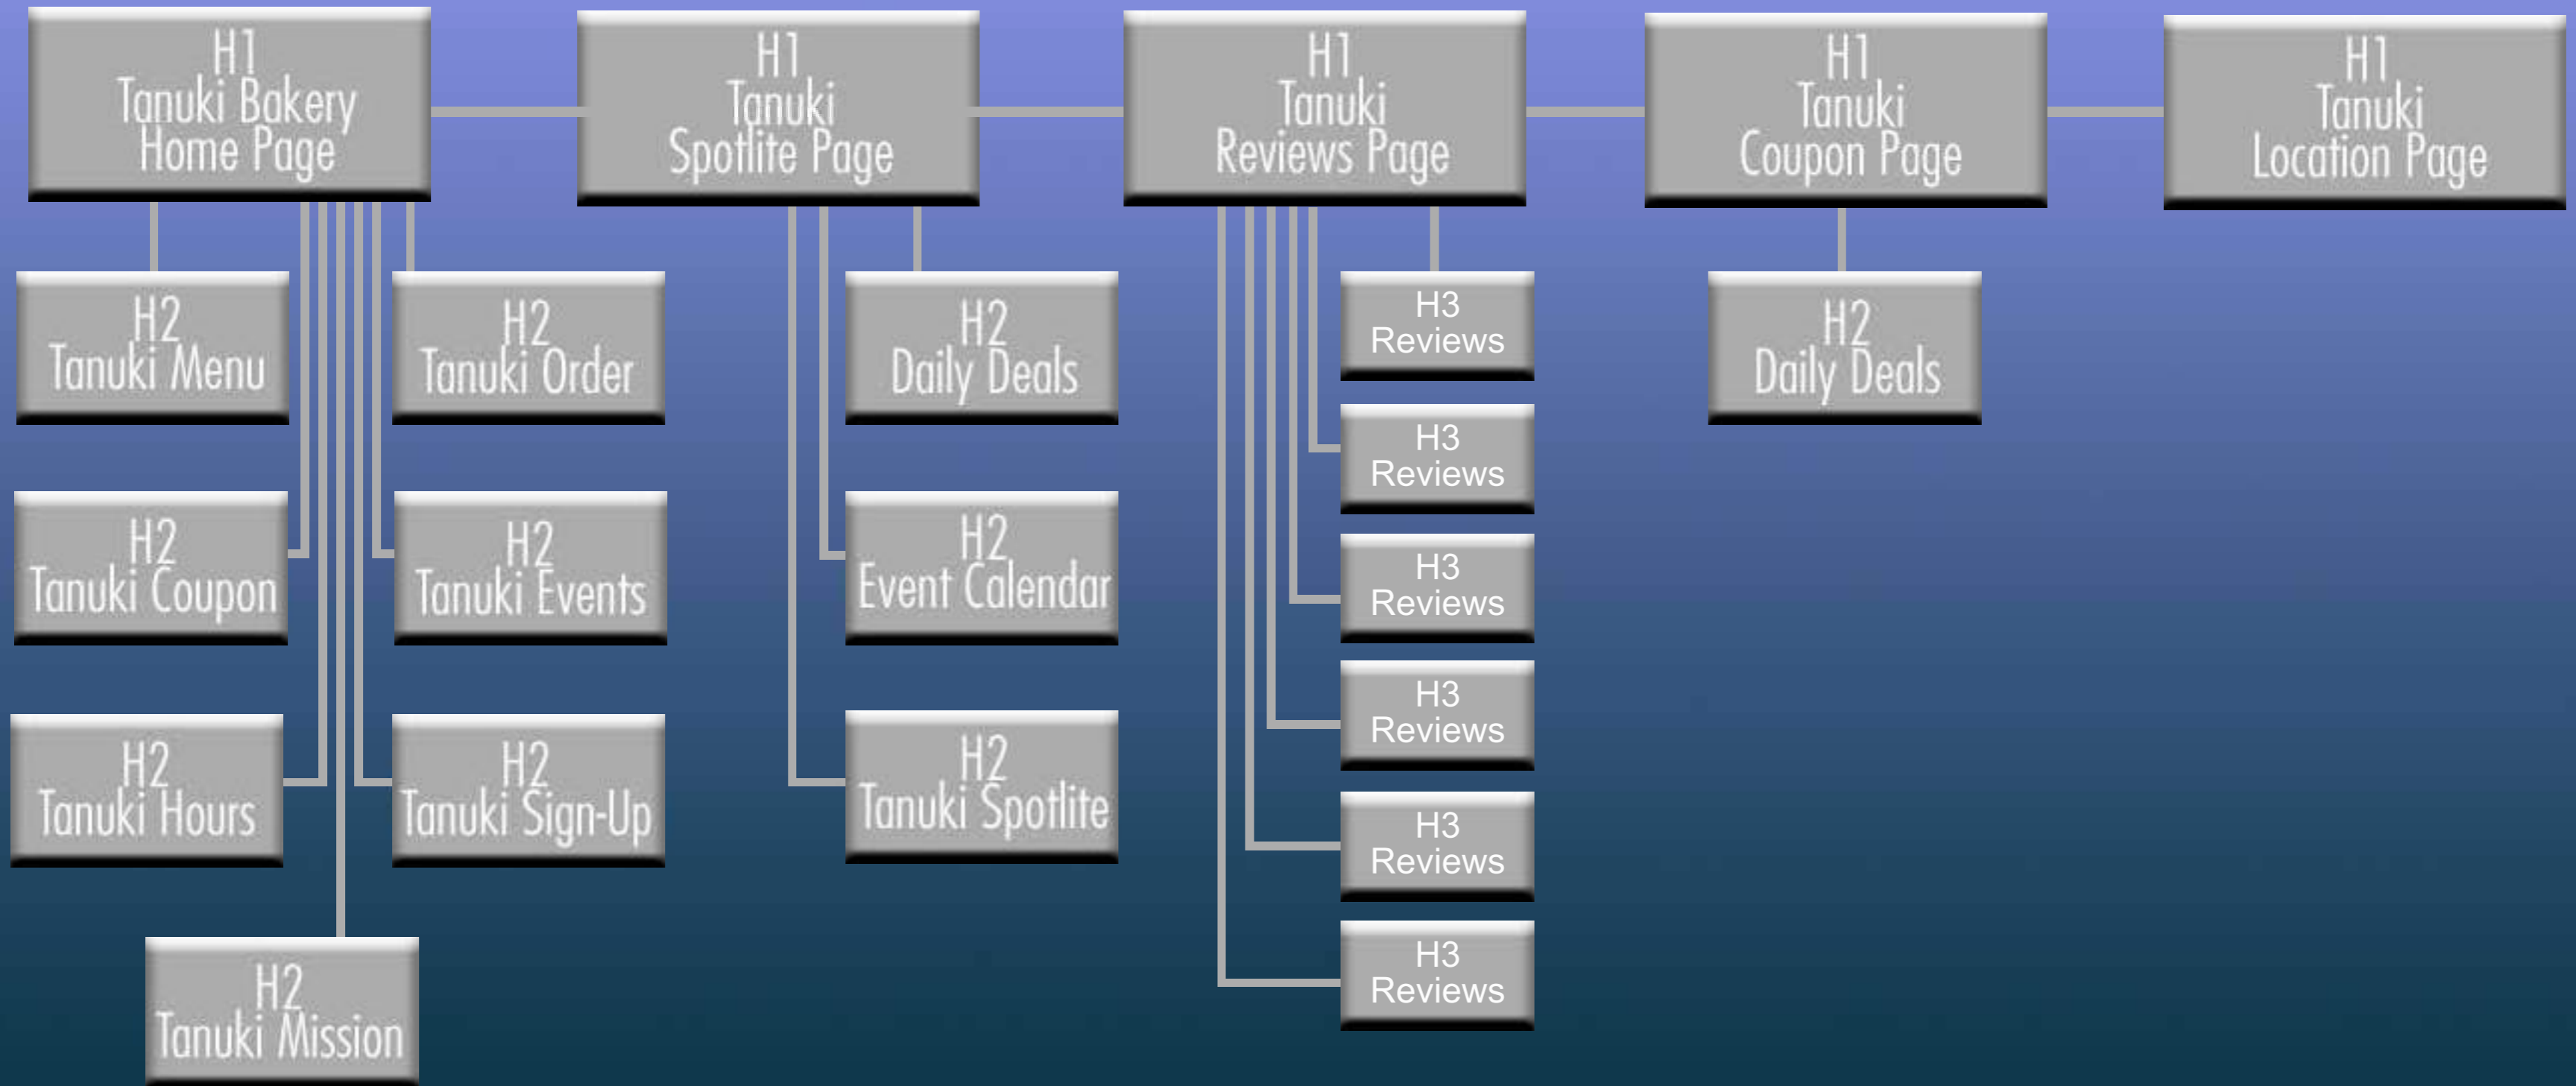 H1
Tanuki Bakery
Home Page
H1
Tanuki
Spotlite Page
H1
Tanuki
Reviews Page
H1
Tanuki
Coupon Page
H1
Tanuki
Location Page
H2
Tanuki Menu
H2
Tanuki Order
H2
Tanuki Coupon
H2
Tanuki Events
H2
Tanuki Hours
H2
Tanuki Sign-Up
H2
Tanuki Mission
H2
Daily Deals
H2
Event Calendar
H2
Tanuki Spotlite
H3
Reviews
H3
Reviews
H3
Reviews
H3
Reviews
H3
Reviews
H3
Reviews
H2
Daily Deals